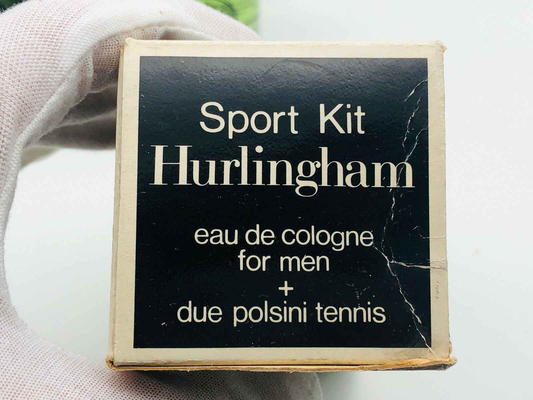 Sport Kit
Hurlingham
eau de cologne
for men
+
due polsini tennis